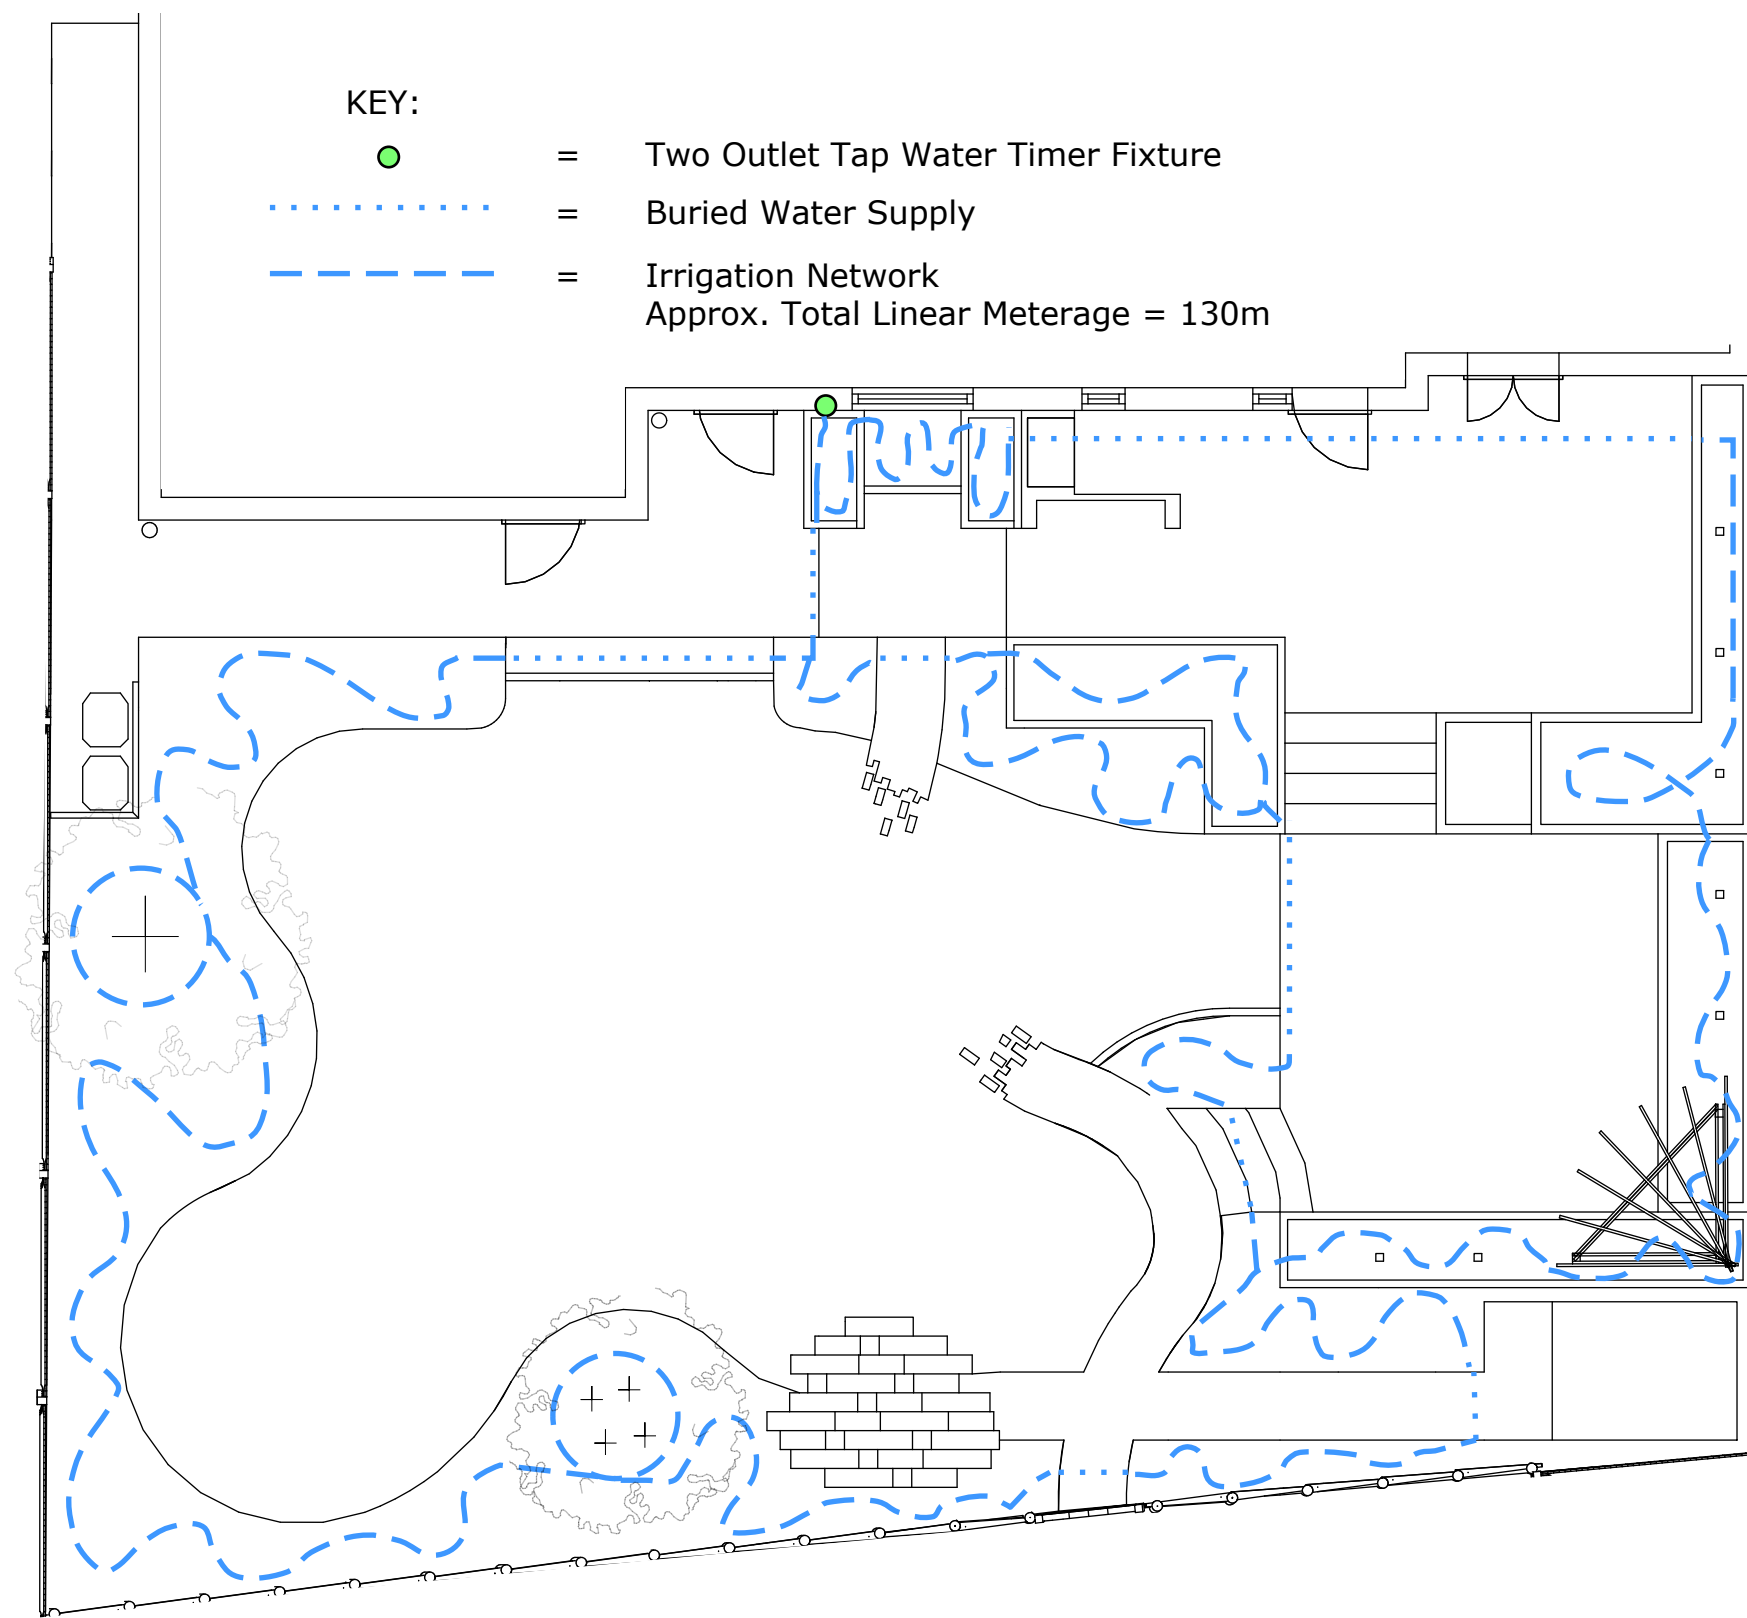 KEY:
= Two Outlet Tap Water Timer Fixture
= Buried Water Supply
= Irrigation Network
Approx. Total Linear Meterage = 130m